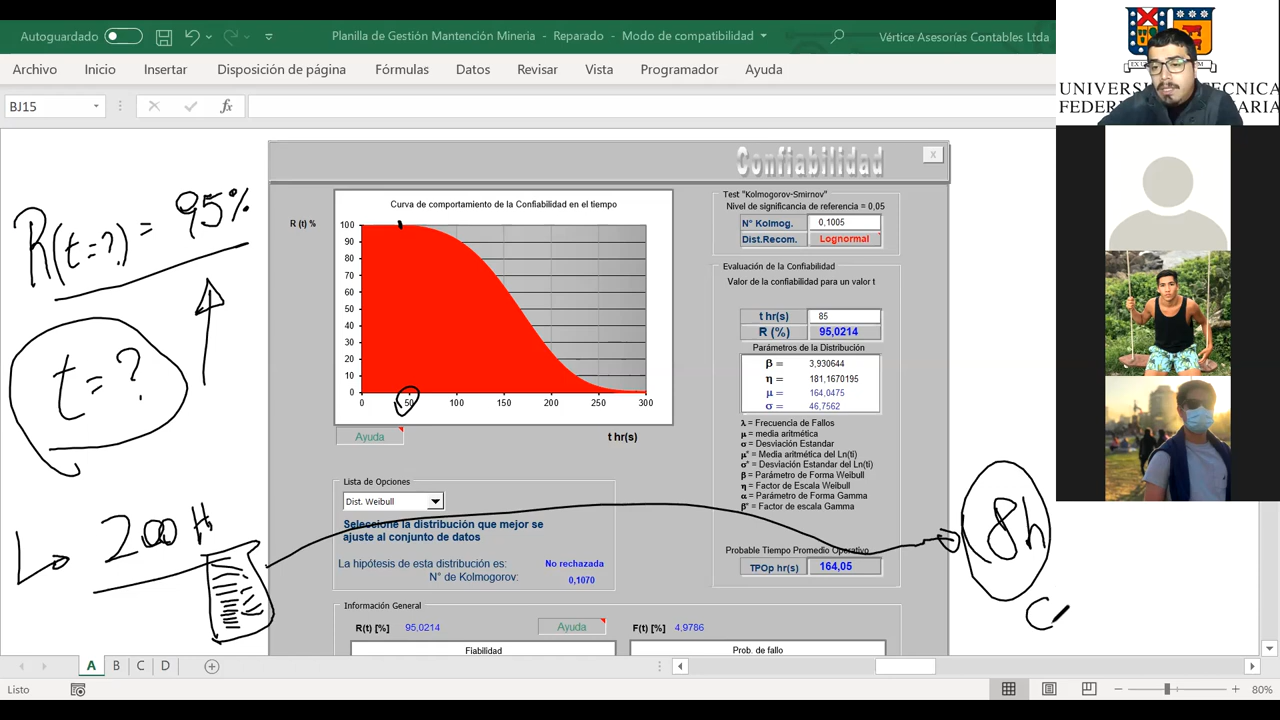 Autoguardado
Planilla de Gestión Mantención Mineria - Reparado - Modo de compatibilidad
Vértice Asesorías Contables Ltda
Archivo Inicio Insertar Disposición de página Fórmulas Datos Revisar Vista Programador Ayuda
BJ15
fx
Confiabilidad
X
Curva de comportamiento de la Confiabilidad en el tiempo
R (t) %
100
90
80
70
60
50
40
30
20
10
0
0 50 100 150 200 250 300
Ayuda
t hr(s)
Test "Kolmogorov-Smirnov"
Nivel de significancia de referencia = 0,05
N° Kolmog. 0,1005
Dist.Recom. Lognormal
Evaluación de la Confiabilidad
Valor de la confiabilidad para un valor t
t hr(s) 85
R (%) 95,0214
Parámetros de la Distribución
β = 3,930644
η = 181,1670195
μ = 164,0475
σ = 46,7562
λ = Frecuencia de Fallos
μ = media aritmética
σ = Desviación Estandar
μ* = Media aritmética del Ln(ti)
σ* = Desviación Estandar del Ln(ti)
β = Parámetro de Forma Weibull
η = Factor de Escala Weibull
α = Parámetro de Forma Gamma
β* = Factor de escala Gamma
Probable Tiempo Promedio Operativo
TPOp hr(s) 164,05
Lista de Opciones
Dist. Weibull
Seleccione la distribución que mejor se
ajuste al conjunto de datos
La hipótesis de esta distribución es: No rechazada
N° de Kolmogorov: 0,1070
Información General
R(t) [%] 95,0214
Ayuda
F(t) [%] 4,9786
Fiabilidad
Prob. de fallo
R(t=?) = 95%
t = ?
200 H
8h
A B C D
Listo
80%